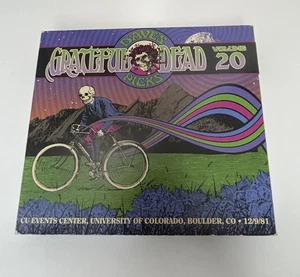 DAVE'S
GRATEFUL DEAD
VOLUME
20
PICKS
CU EVENTS CENTER, UNIVERSITY OF COLORADO, BOULDER, CO • 12/9/81